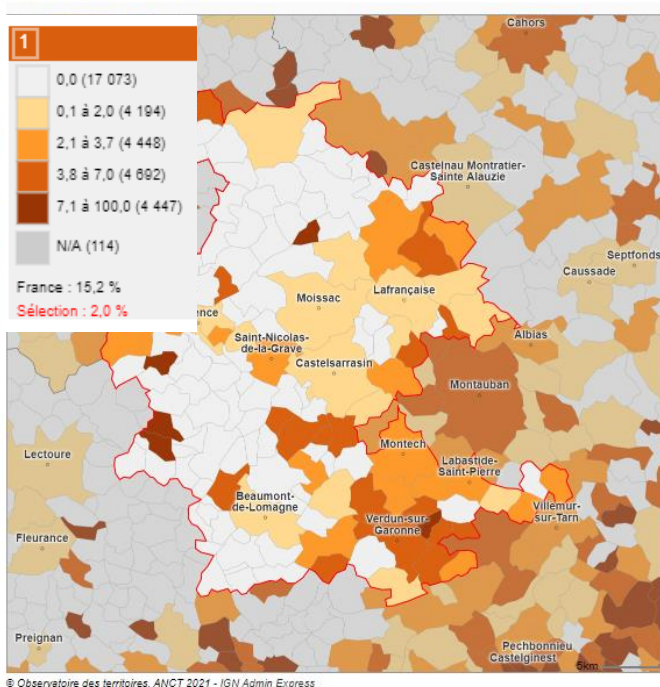 1
0,0 (17 073)
0,1 à 2,0 (4 194)
2,1 à 3,7 (4 448)
3,8 à 7,0 (4 692)
7,1 à 100,0 (4 447)
N/A (114)
France : 15,2 %
Sélection : 2,0 %
Cahors
Castelnau Montratier-
Sainte Alauzie
Septfonds
Caussade
Lafrançaise
Moissac
ence
Saint-Nicolas-
de-la-Grave
Albias
Castelsarrasin
Montauban
Montech
Lectoure
Labastide-
Saint-Pierre
Beaumont-
de-Lomagne
Villemur-
sur-Tarn
Verdun-sur-
Garonne
Fleurance
Preignan
Pechbonnieu
Castelginest
5km
© Observatoire des territoires, ANCT 2021 - IGN Admin Express